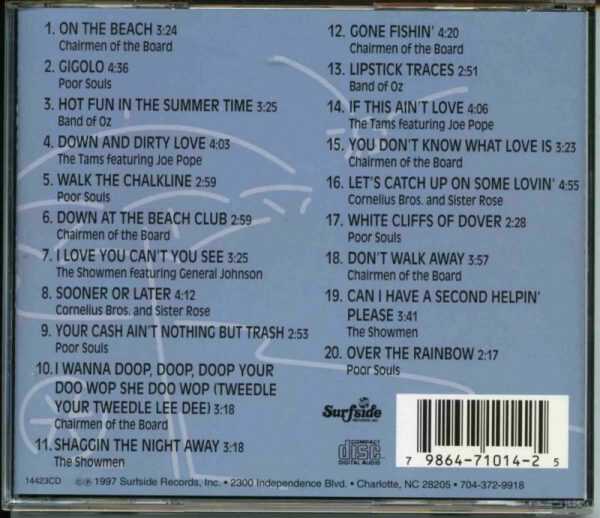 1. ON THE BEACH 3:24
Chairmen of the Board
2. GIGOLO 4:36
Poor Souls
3. HOT FUN IN THE SUMMER TIME 3:25
Band of Oz
4. DOWN AND DIRTY LOVE 4:03
The Tams featuring Joe Pope
5. WALK THE CHALKLINE 2:59
Poor Souls
6. DOWN AT THE BEACH CLUB 2:59
Chairmen of the Board
7. I LOVE YOU CAN'T YOU SEE 3:25
The Showmen featuring General Johnson
8. SOONER OR LATER 4:12
Cornelius Bros. and Sister Rose
9. YOUR CASH AIN'T NOTHING BUT TRASH 2:53
Poor Souls
10. I WANNA DOOP, DOOP, DOOP YOUR
DOO WOP SHE DOO WOP (TWEEDLE
YOUR TWEEDLE LEE DEE) 3:18
Chairmen of the Board
11. SHAGGIN THE NIGHT AWAY 3:18
The Showmen
12. GONE FISHIN' 4:20
Chairmen of the Board
13. LIPSTICK TRACES 2:51
Band of Oz
14. IF THIS AIN'T LOVE 4:06
The Tams featuring Joe Pope
15. YOU DON'T KNOW WHAT LOVE IS 3:23
Chairmen of the Board
16. LET'S CATCH UP ON SOME LOVIN' 4:55
Cornelius Bros. and Sister Rose
17. WHITE CLIFFS OF DOVER 2:28
Poor Souls
18. DON'T WALK AWAY 3:57
Chairmen of the Board
19. CAN I HAVE A SECOND HELPIN'
PLEASE 3:41
The Showmen
20. OVER THE RAINBOW 2:17
Poor Souls
Surfside
COMPACT
disc
DIGITAL AUDIO
7 9864-71014-2 5
14423CD © ℗ 1997 Surfside Records, Inc. • 2300 Independence Blvd. • Charlotte, NC 28205 • 704-372-9918